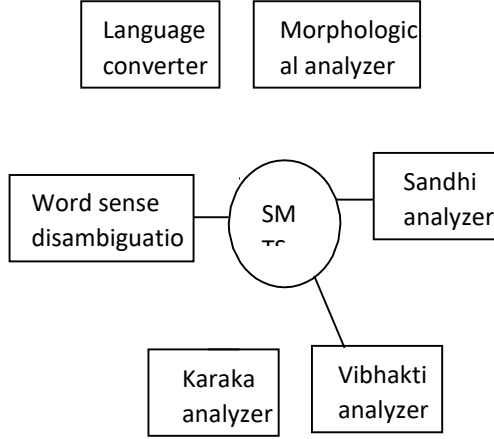 Language
converter
Morphologic
al analyzer
Word sense
disambiguatio
SM
Sandhi
analyzer
Karaka
analyzer
Vibhakti
analyzer